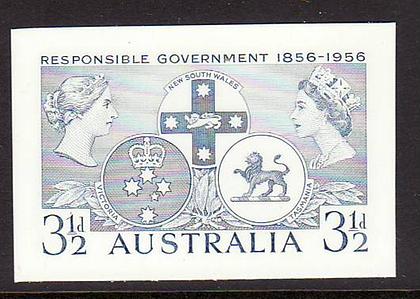 RESPONSIBLE GOVERNMENT 1856-1956
NEW SOUTH WALES
VICTORIA
TASMANIA
3½d AUSTRALIA 3½d